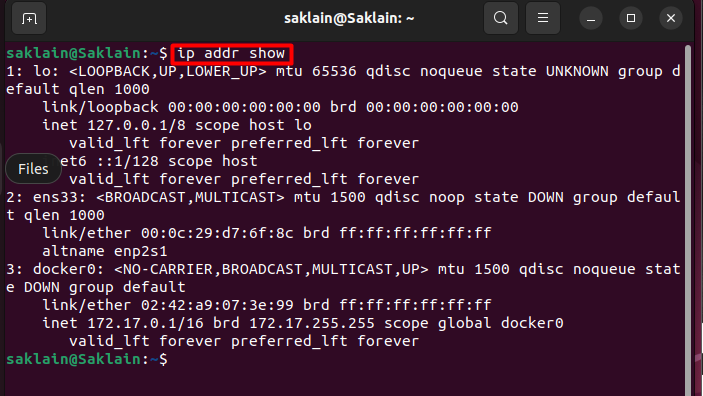 saklain@Saklain: ~
saklain@Saklain:~$ ip addr show
1: lo: <LOOPBACK,UP,LOWER_UP> mtu 65536 qdisc noqueue state UNKNOWN group d
efault qlen 1000
link/loopback 00:00:00:00:00:00 brd 00:00:00:00:00:00
inet 127.0.0.1/8 scope host lo
valid_lft forever preferred_lft forever
et6 ::1/128 scope host
Files
valid_lft forever preferred_lft forever
2: ens33: <BROADCAST,MULTICAST> mtu 1500 qdisc noop state DOWN group defaul
t qlen 1000
link/ether 00:0c:29:d7:6f:8c brd ff:ff:ff:ff:ff:ff
altname enp2s1
3: docker0: <NO-CARRIER,BROADCAST,MULTICAST,UP> mtu 1500 qdisc noqueue stat
e DOWN group default
link/ether 02:42:a9:07:3e:99 brd ff:ff:ff:ff:ff:ff
inet 172.17.0.1/16 brd 172.17.255.255 scope global docker0
valid_lft forever preferred_lft forever
saklain@Saklain:~$